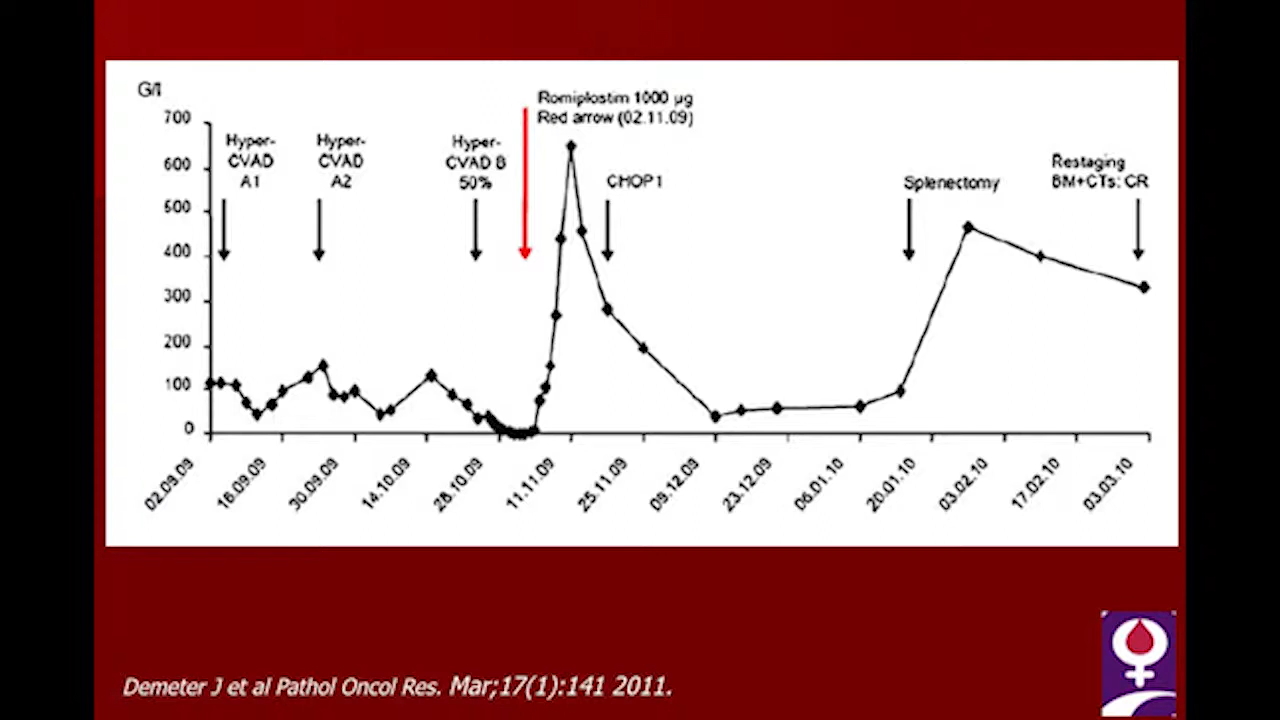 G/l
Romiplostim 1000 µg
Red arrow (02.11.09)
700
600
500
400
300
200
100
0
Hyper-
CVAD
A1
Hyper-
CVAD
A2
Hyper-
CVAD B
50%
CHOP1
Splenectomy
Restaging
BM+CTs: CR
02.09.09
16.09.09
30.09.09
14.10.09
28.10.09
11.11.09
25.11.09
09.12.09
23.12.09
06.01.10
20.01.10
03.02.10
17.02.10
03.03.10
Demeter J et al Pathol Oncol Res. Mar;17(1):141 2011.